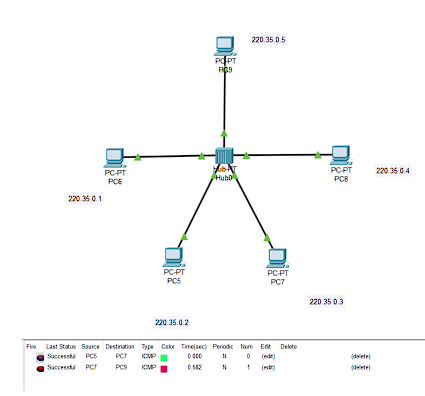 220.35.0.5
PC-PT
PC9
Hub-PT
Hub0
PC-PT
PC6
PC-PT
PC8
220.35.0.4
220.35.0.1
PC-PT
PC5
PC-PT
PC7
220.35.0.3
220.35.0.2
Fire Last Status Source Destination Type Color Time(sec) Periodic Num Edit Delete
Successful PC5 PC7 ICMP 0.000 N 0 (edit) (delete)
Successful PC7 PC9 ICMP 0.582 N 1 (edit) (delete)